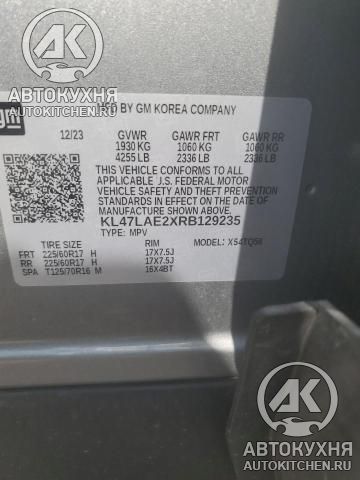 АВТОКУХНЯ
AUTOKITCHEN.RU
gm
MFD BY GM KOREA COMPANY
12/23 GVWR GAWR FRT GAWR RR
1930 KG 1060 KG 1060 KG
4255 LB 2336 LB 2336 LB
THIS VEHICLE CONFORMS TO ALL
APPLICABLE U.S. FEDERAL MOTOR
VEHICLE SAFETY AND THEFT PREVENTION
STANDARDS IN EFFECT ON THE DATE OF
MANUFACTURE SHOWN ABOVE.
KL47LAE2XRB129235
TYPE: MPV MODEL: X54TQ58
TIRE SIZE RIM
FRT 225/60R17 H 17X7.5J
RR 225/60R17 H 17X7.5J
SPA T125/70R16 M 16X4BT
АВТОКУХНЯ
AUTOKITCHEN.RU